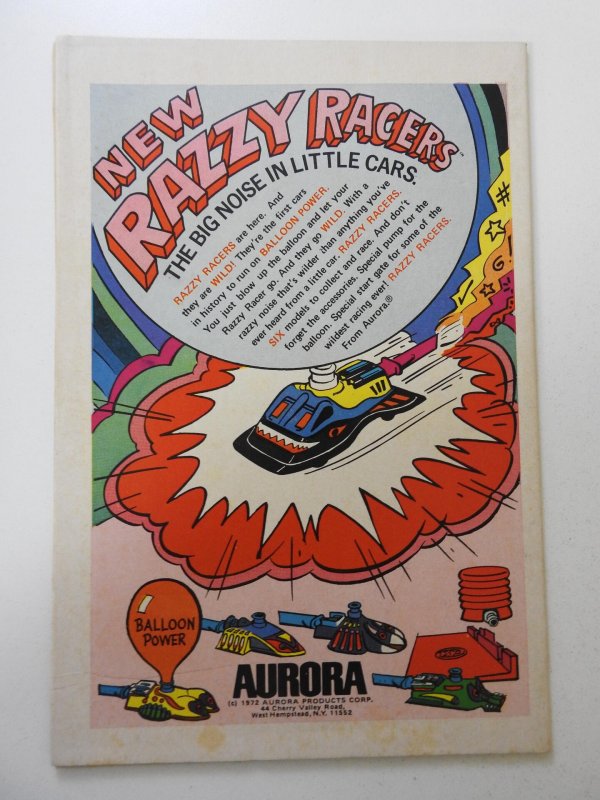 NEW
RAZZY RACERS™
THE BIG NOISE IN LITTLE CARS.
RAZZY RACERS are here. And
they are WILD! They're the first cars
in history to run on BALLOON POWER.
You just blow up the balloon and let your
Razzy Racer go. And they go WILD. With a
razzy noise that's wilder than anything you've
ever heard from a little car. RAZZY RACERS.
SIX models to collect and race. And don't
forget the accessories. Special pump for the
balloon. Special start gate for some of the
wildest racing ever! RAZZY RACERS.
From Aurora.®
#
G!
BALLOON
POWER
AURORA
(c) 1972 AURORA PRODUCTS CORP.
44 Cherry Valley Road,
West Hempstead, N.Y. 11552